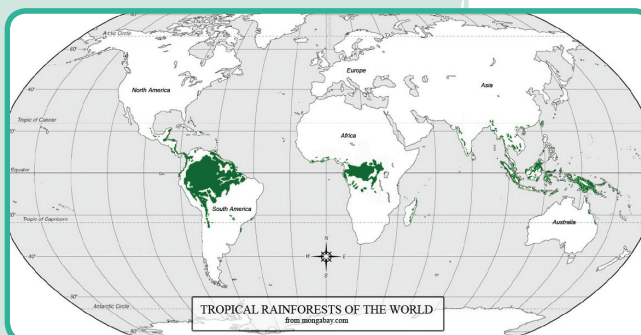 Arctic Circle
North America
Europe
Asia
Tropic of Cancer
Africa
Equator
South America
Tropic of Capricorn
Australia
N
W
E
S
Antarctic Circle
TROPICAL RAINFORESTS OF THE WORLD
from mongabay.com